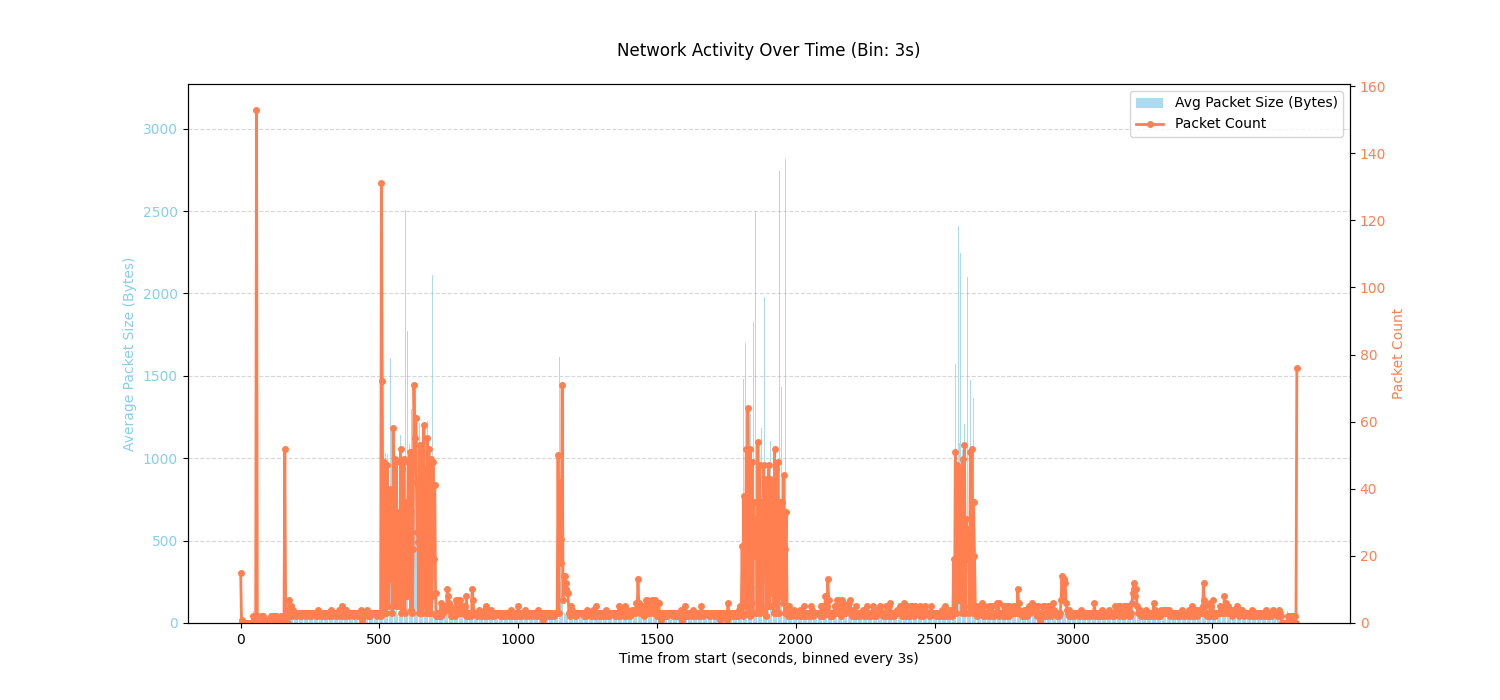 Network Activity Over Time (Bin: 3s)
Avg Packet Size (Bytes)
Packet Count
Average Packet Size (Bytes)
3000
2500
2000
1500
1000
500
0
160
140
120
100
80
60
40
20
0
Packet Count
0 500 1000 1500 2000 2500 3000 3500
Time from start (seconds, binned every 3s)